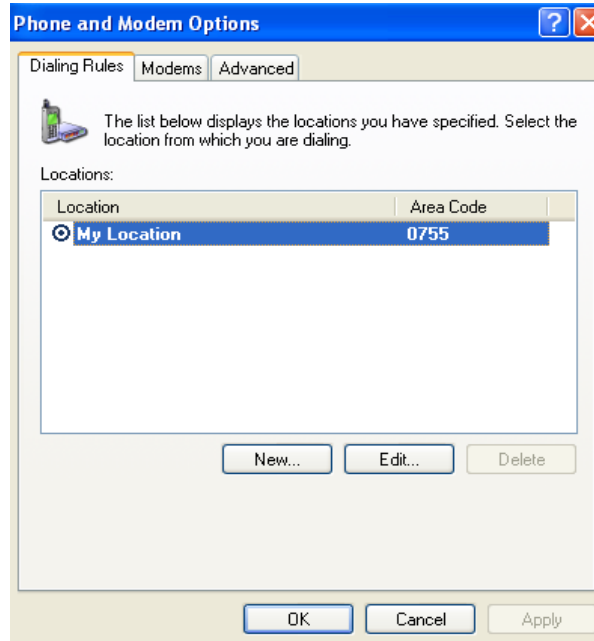 Phone and Modem Options
Dialing Rules Modems Advanced
The list below displays the locations you have specified. Select the
location from which you are dialing.
Locations:
Location Area Code
My Location 0755
New... Edit... Delete
OK Cancel Apply